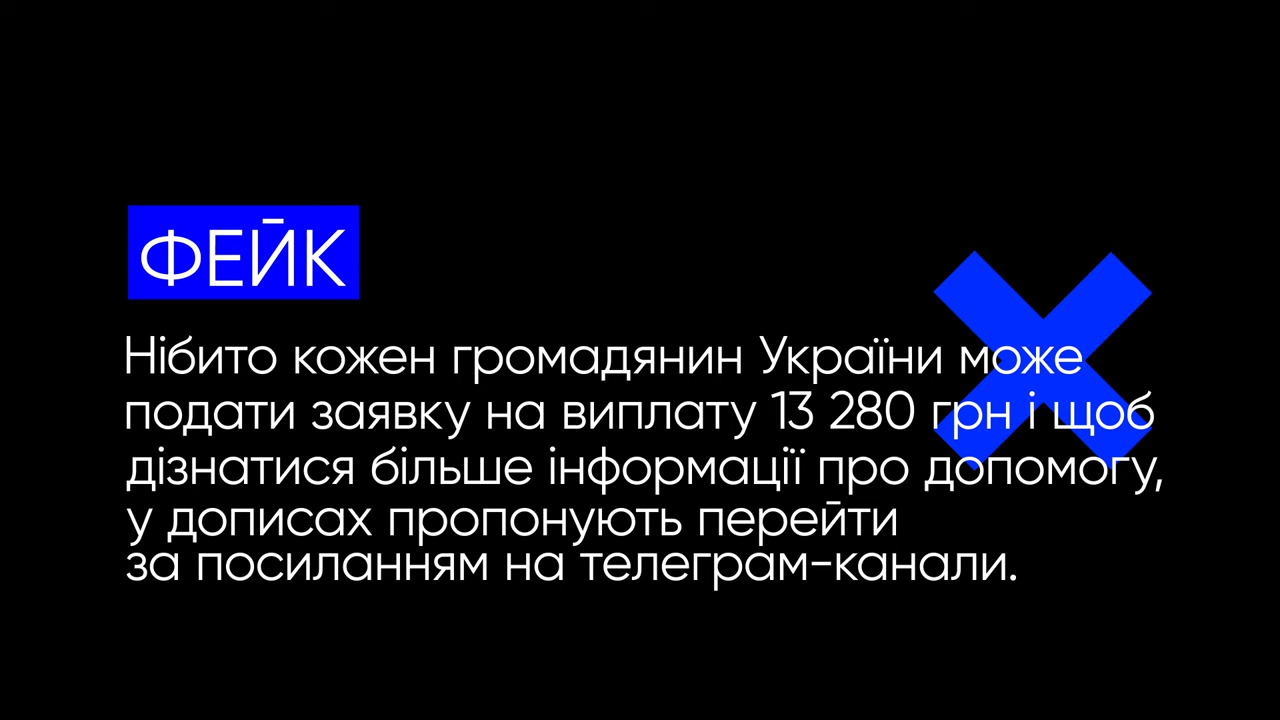 ФЕЙК
Нібито кожен громадянин України може
подати заявку на виплату 13 280 грн і щоб
дізнатися більше інформації про допомогу,
у дописах пропонують перейти
за посиланням на телеграм-канали.